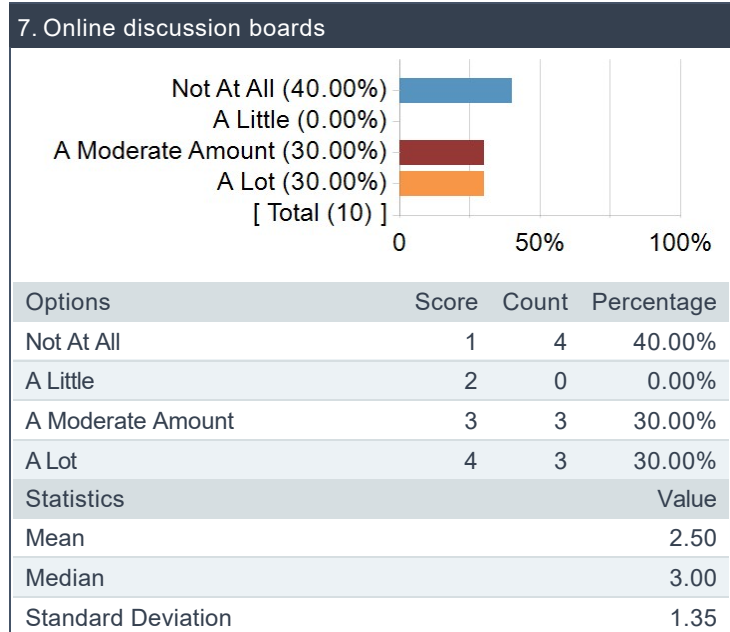 7. Online discussion boards
Not At All (40.00%)
A Little (0.00%)
A Moderate Amount (30.00%)
A Lot (30.00%)
[ Total (10) ]
0 50% 100%
Options Score Count Percentage
Not At All 1 4 40.00%
A Little 2 0 0.00%
A Moderate Amount 3 3 30.00%
A Lot 4 3 30.00%
Statistics Value
Mean 2.50
Median 3.00
Standard Deviation 1.35